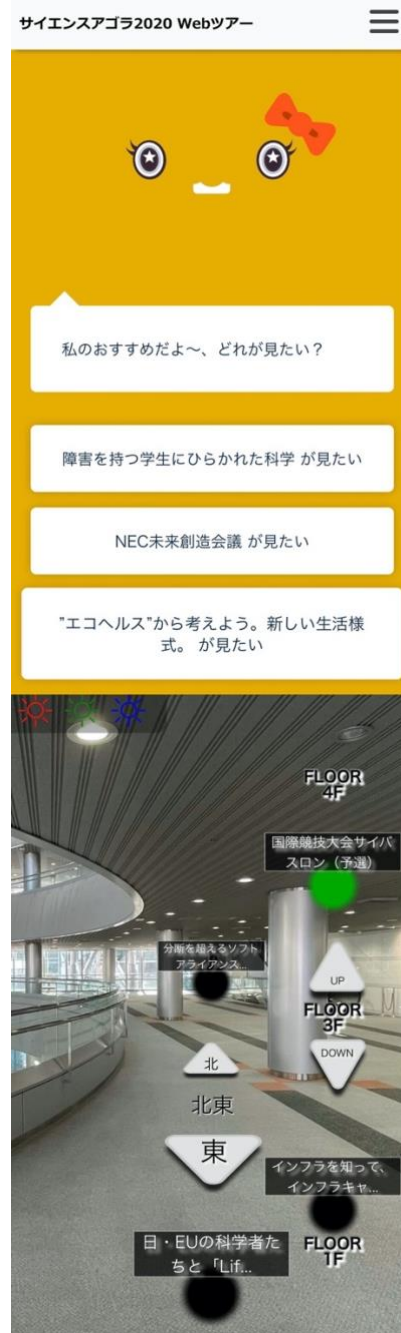 サイエンスアゴラ2020 Webツアー
私のおすすめだよ〜、どれが見たい？
障害を持つ学生にひらかれた科学 が見たい
NEC未来創造会議 が見たい
”エコヘルス”から考えよう。新しい生活様
式。 が見たい
FLOOR
4F
国際競技大会サイバ
スロン（予選）
分断を超えるソフト
アライアンス...
UP
FLOOR
3F
DOWN
北
北東
東
インフラを知って、
インフラキャ...
日・EUの科学者た
ちと「Lif...
FLOOR
1F